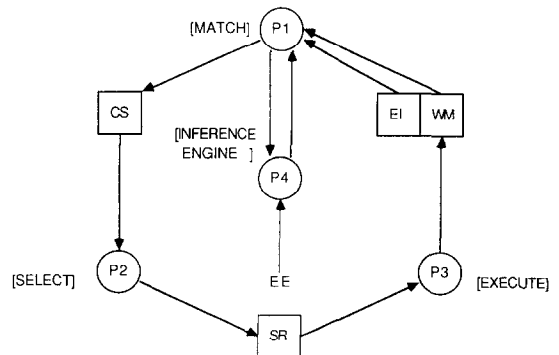 [MATCH]
P1
CS
EI
WM
[INFERENCE
ENGINE ]
P4
[SELECT]
P2
EE
P3
[EXECUTE]
SR